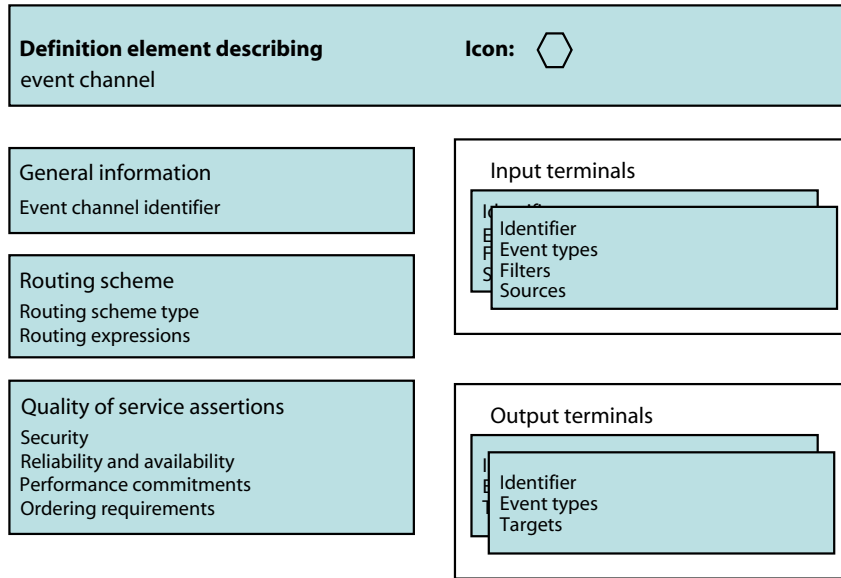 Definition element describing
Icon:
event channel
General information
Event channel identifier
Routing scheme
Routing scheme type
Routing expressions
Quality of service assertions
Security
Reliability and availability
Performance commitments
Ordering requirements
Input terminals
Identifier
Event types
Filters
Sources
Output terminals
Identifier
Event types
Targets